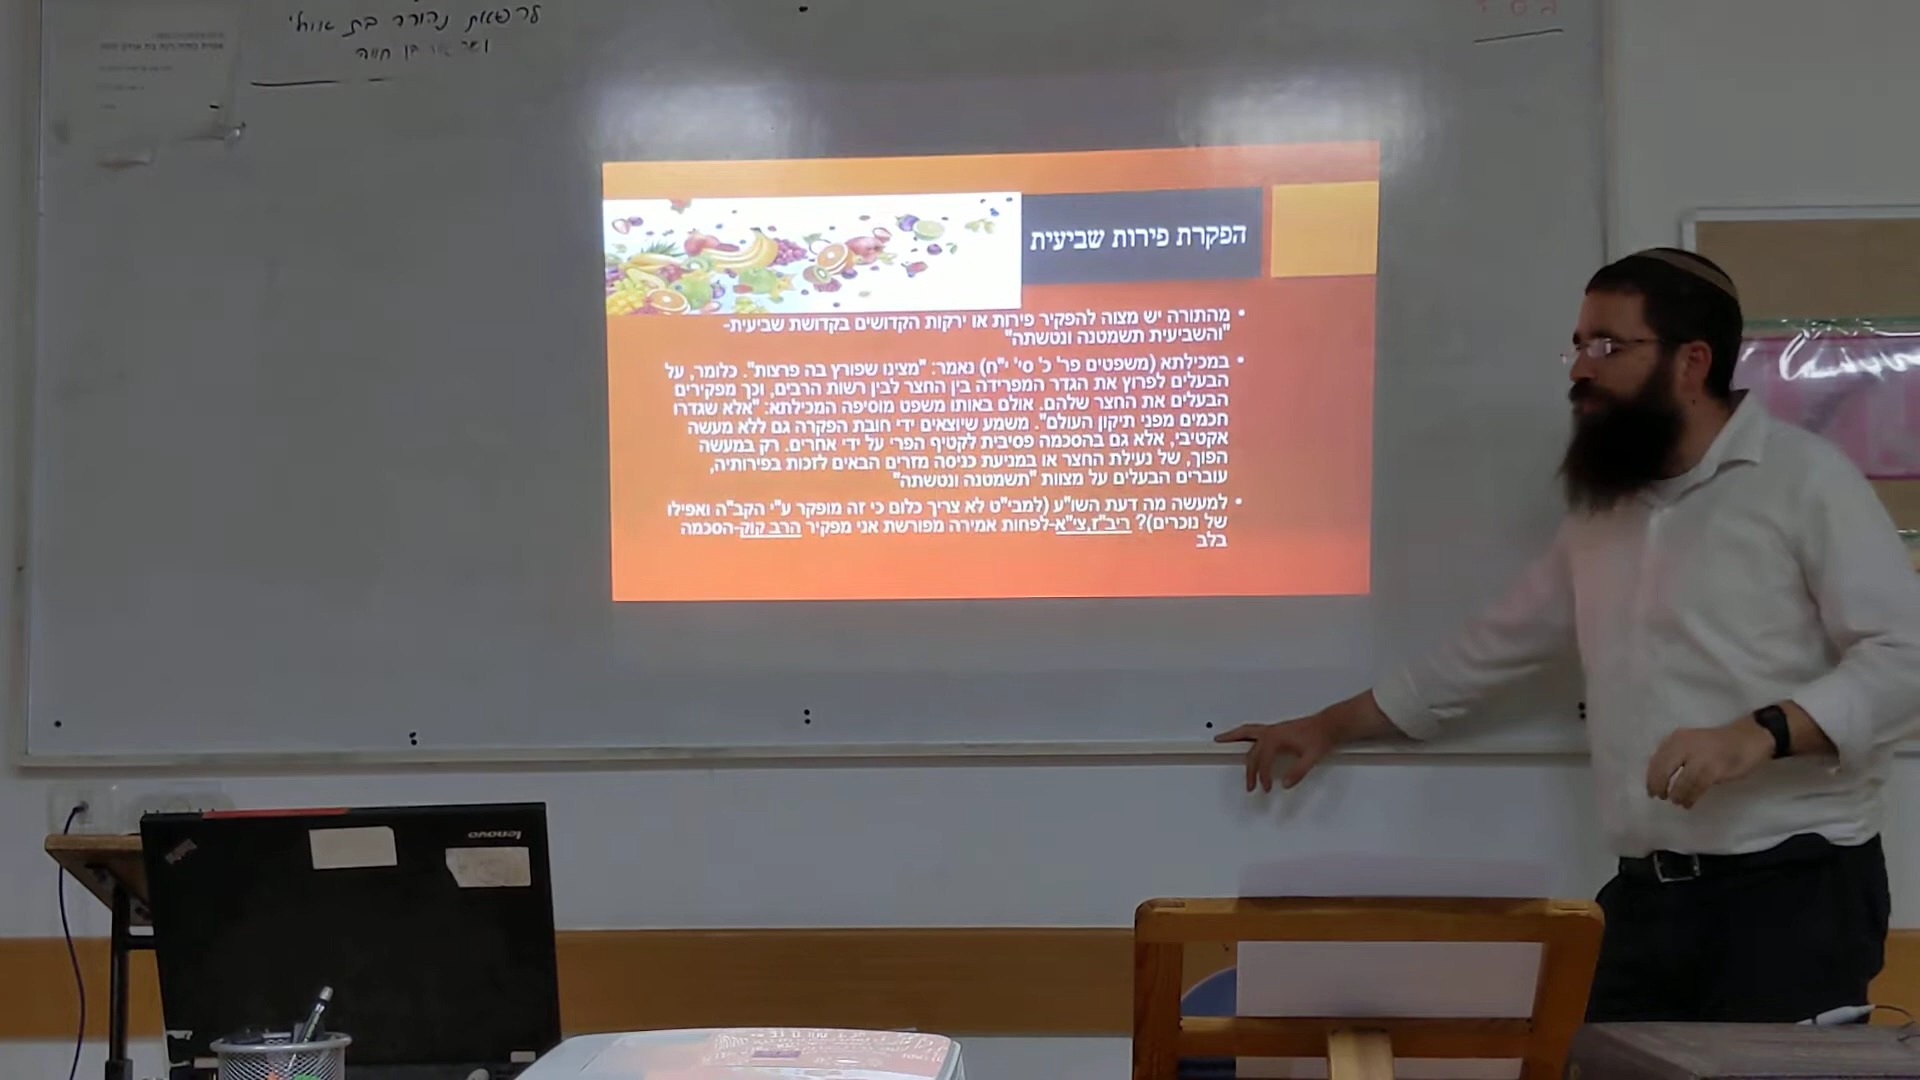 לרפואת נהורה בת אוולי
בן חיה
ב.ס.ד
הפקרת פירות שביעית
• מהתורה יש מצוה להפקיר פירות או ירקות הקדושים בקדושת שביעית-
"והשביעית תשמטנה ונטשתה"
• במכילתא (משפטים פר' כ' סי' י"ח) נאמר: "מצינו שפורץ בה פרצות". כלומר, על
הבעלים לפרוץ את הגדר המפרידה בין החצר לבין רשות הרבים, וכך מפקירים
הבעלים את החצר שלהם. אולם באותו משפט מוסיפה המכילתא: "אלא שגדרו
חכמים מפני תיקון העולם". משמע שיוצאים ידי חובת הפקרה גם ללא מעשה
אקטיבי, אלא גם בהסכמה פסיבית לקטיף הפרי על ידי אחרים. רק במעשה
הפוך, של נעילת החצר או במניעת כניסה מזרים הבאים לזכות בפירותיה,
עוברים הבעלים על מצוות "תשמטנה ונטשתה"
• למעשה מה דעת השו"ע (למבי"ט לא צריך כלום כי זה מופקר ע"י הקב"ה ואפילו
של נוכרים)? ריב"ז,צי"א-לפחות אמירה מפורשת אני מפקיר הרב קוק-הסכמה
בלב
lenovo